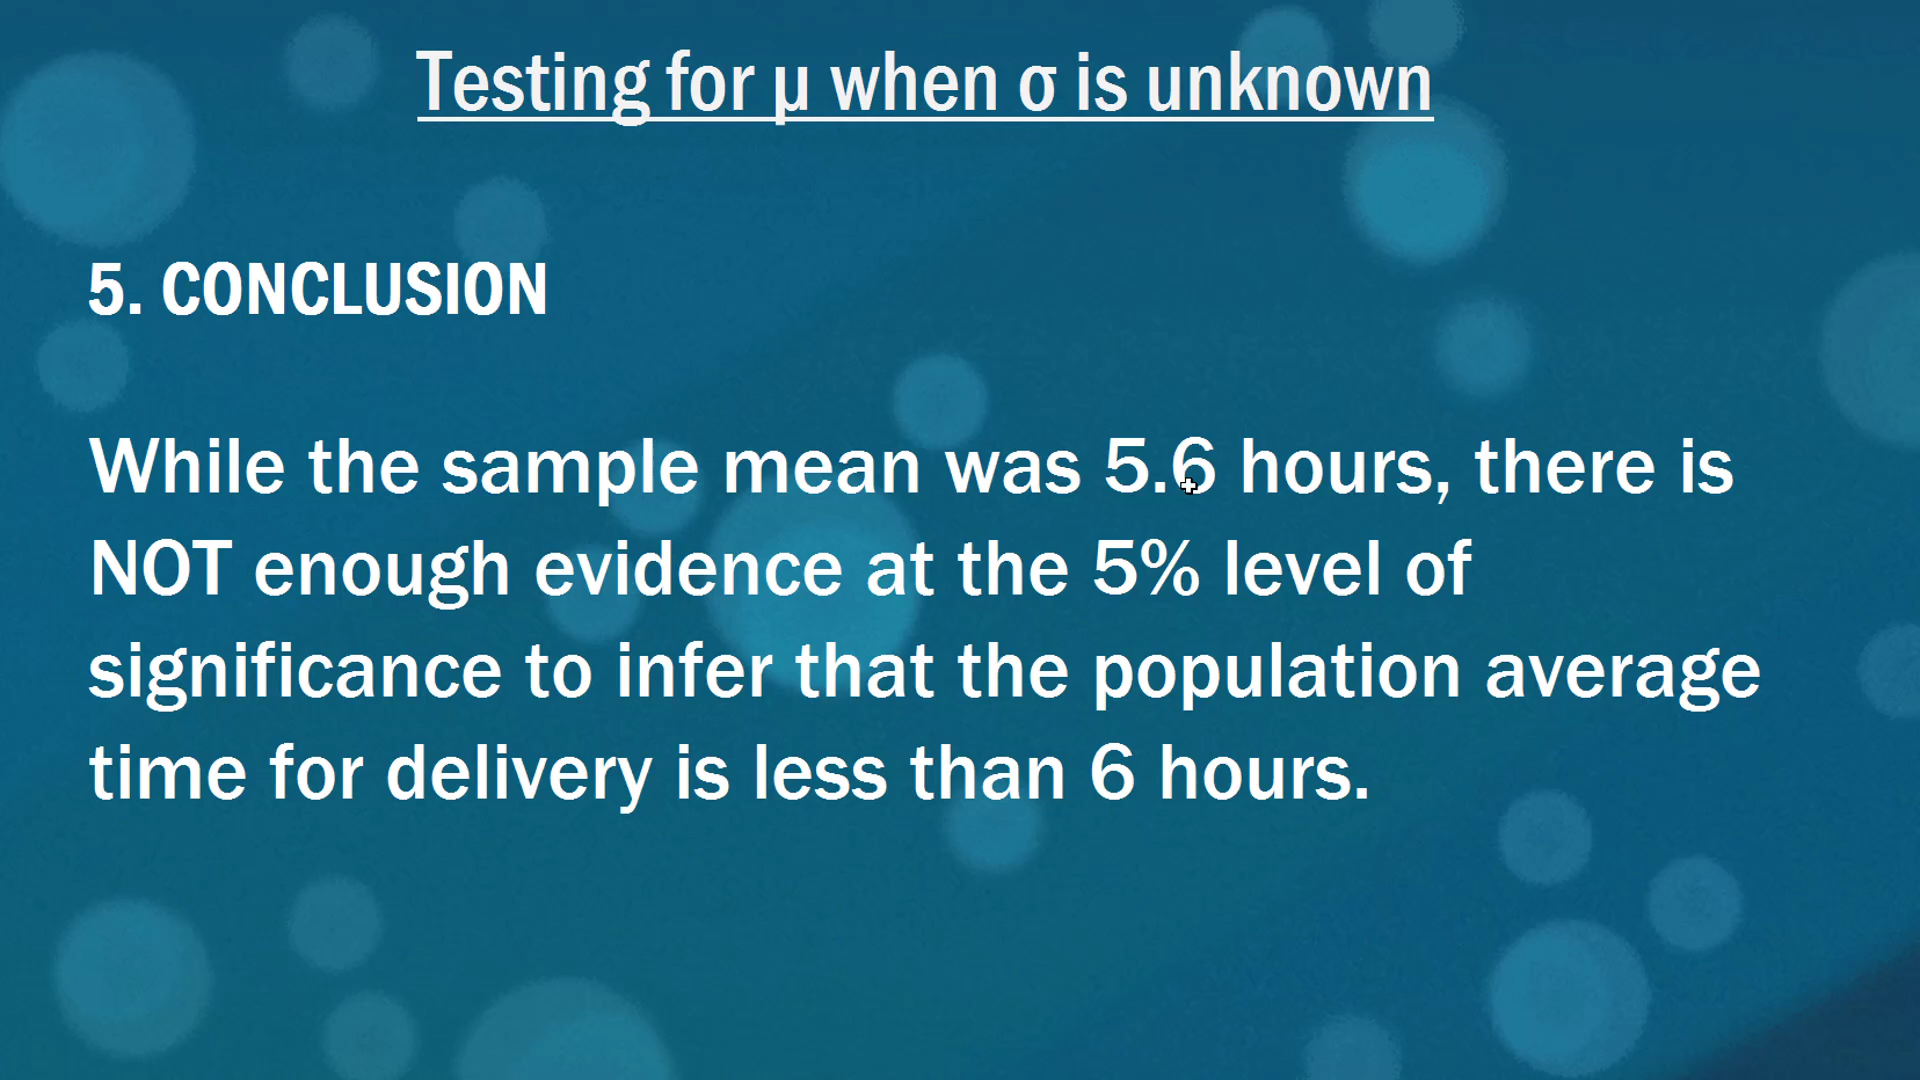 Testing for µ when σ is unknown
5. CONCLUSION
While the sample mean was 5.6 hours, there is
NOT enough evidence at the 5% level of
significance to infer that the population average
time for delivery is less than 6 hours.